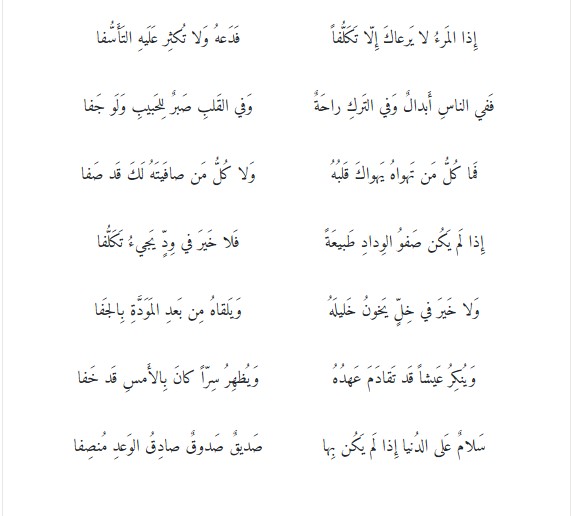 إِذا المَرءُ لا يَرعاكَ إِلّا تَكَلُّفاً فَدَعهُ وَلا تُكثِر عَلَيهِ التَأَسُّفا
فَفي الناسِ أَبدالٌ وَفي التَركِ راحَةٌ وَفي القَلبِ صَبرٌ لِلحَبيبِ وَلَو جَفا
فَما كُلُّ مَن تَهواهُ يَهواكَ قَلبُهُ وَلا كُلُّ مَن صافَيتَهُ لَكَ قَد صَفا
إِذا لَم يَكُن صَفوُ الوِدادِ طَبيعَةً فَلا خَيرَ في وِدٍّ يَجيءُ تَكَلُّفا
وَلا خَيرَ في خِلٍّ يَخونُ خَليلَهُ وَيَلقاهُ مِن بَعدِ المَوَدَّةِ بِالجَفا
وَيُنكِرُ عَيشاً قَد تَقادَمَ عَهدُهُ وَيُظهِرُ سِرّاً كانَ بِالأَمسِ قَد خَفا
سَلامٌ عَلى الدُنيا إِذا لَم يَكُن بِها صَديقٌ صَدوقٌ صادِقُ الوَعدِ مُنصِفا